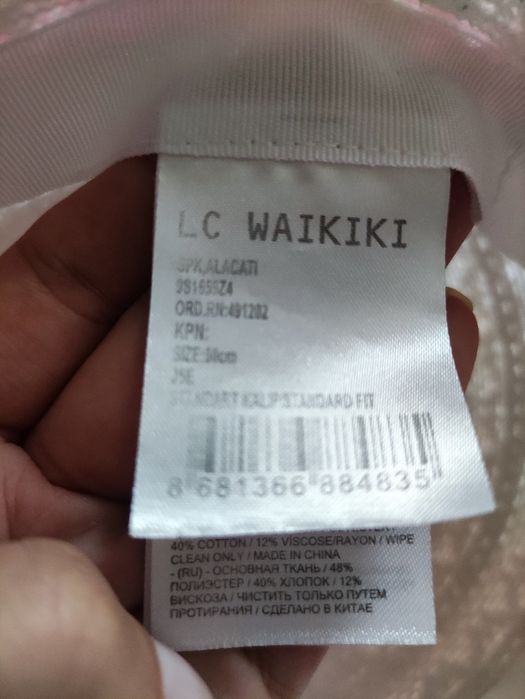 LC WAIKIKI
ŞPK,ALACATI
9S1655Z4
ORD.RN:491202
KPN:
SIZE:
J5E
STANDART KALIP/STANDARD FIT
8 681366 884835
40% COTTON / 12% VISCOSE/RAYON / WIPE
CLEAN ONLY / MADE IN CHINA
- (RU) - ОСНОВНАЯ ТКАНЬ / 48%
ПОЛИЭСТЕР / 40% ХЛОПОК / 12%
ВИСКОЗА / ЧИСТИТЬ ТОЛЬКО ПУТЕМ
ПРОТИРАНИЯ / СДЕЛАНО В КИТАЕ